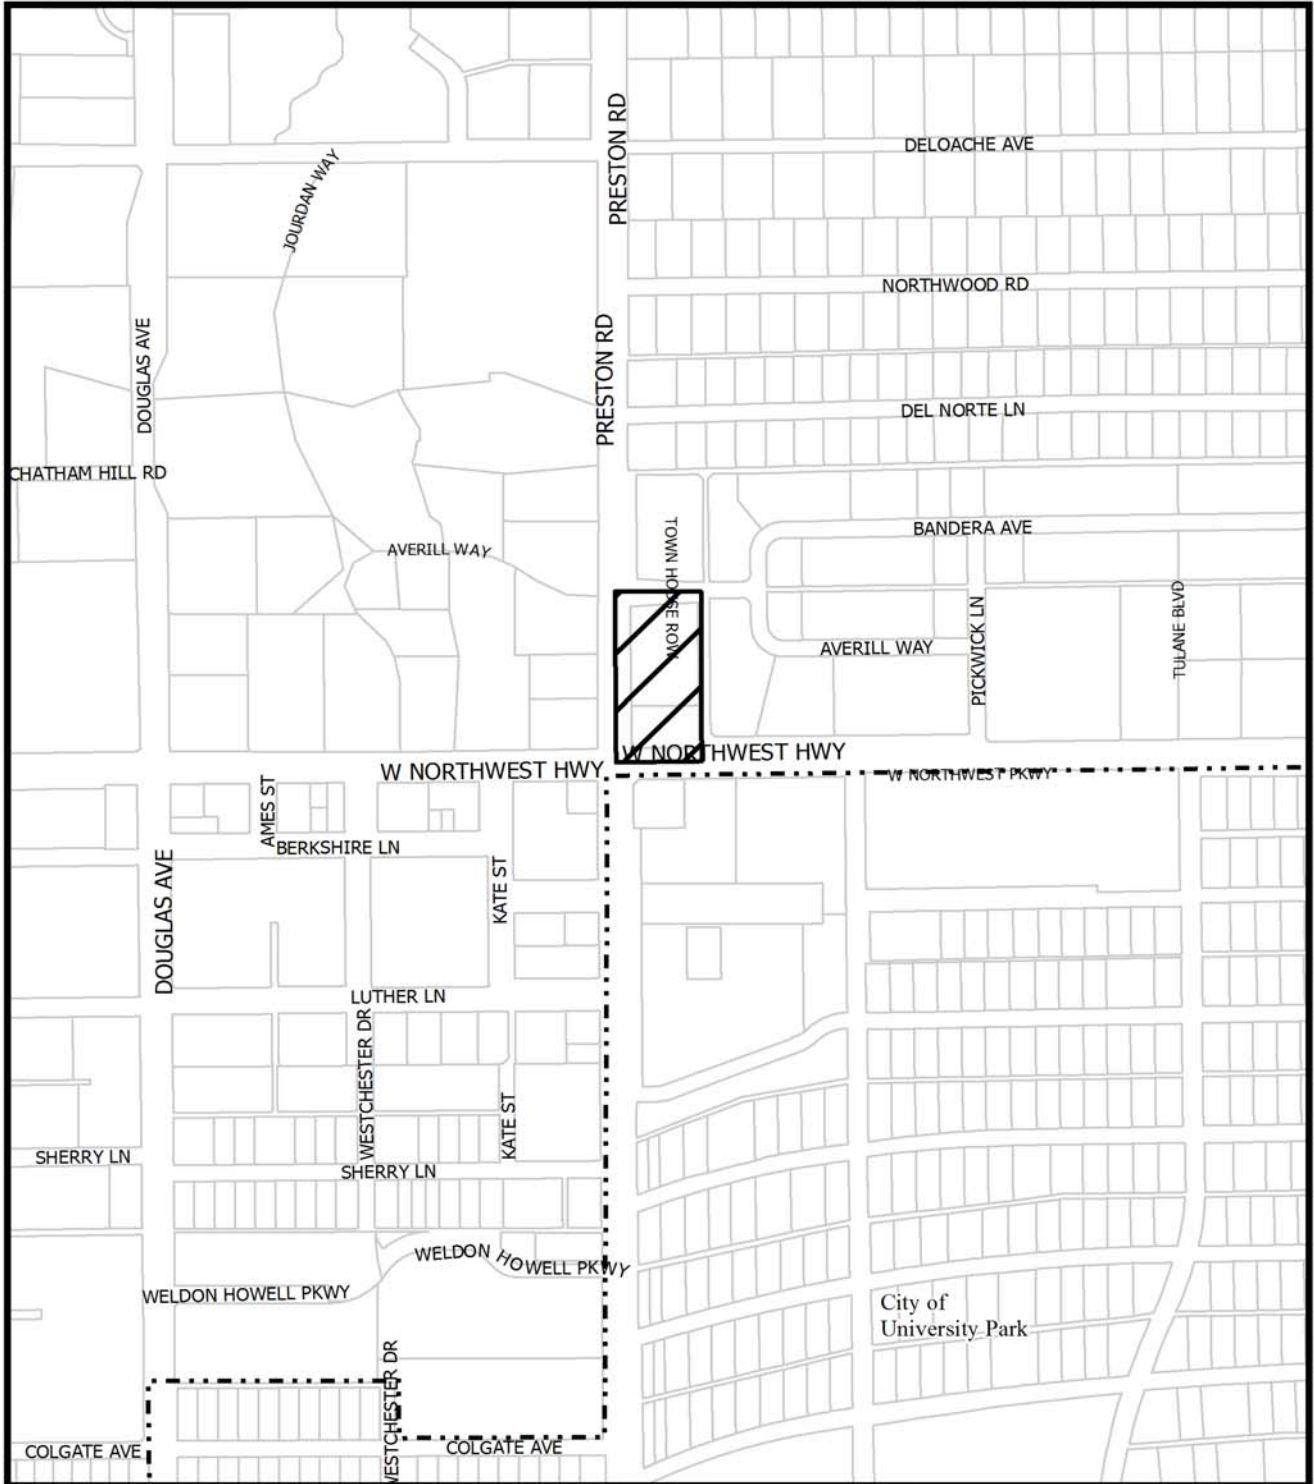 PRESTON RD
DELOACHE AVE
JOURDAN WAY
NORTHWOOD RD
DOUGLAS AVE
PRESTON RD
DEL NORTE LN
CHATHAM HILL RD
TOWN HOUSE ROW
BANDERA AVE
AVERILL WAY
PICKWICK LN
TULANE BLVD
AVERILL WAY
W NORTHWEST HWY
W NORTHWEST HWY
W NORTHWEST PKWY
AMES ST
BERKSHIRE LN
DOUGLAS AVE
KATE ST
LUTHER LN
WESTCHESTER DR
KATE ST
SHERRY LN
SHERRY LN
WELDON HOWELL PKWY
WELDON HOWELL PKWY
City of
University Park
WESTCHESTER DR
COLGATE AVE
COLGATE AVE